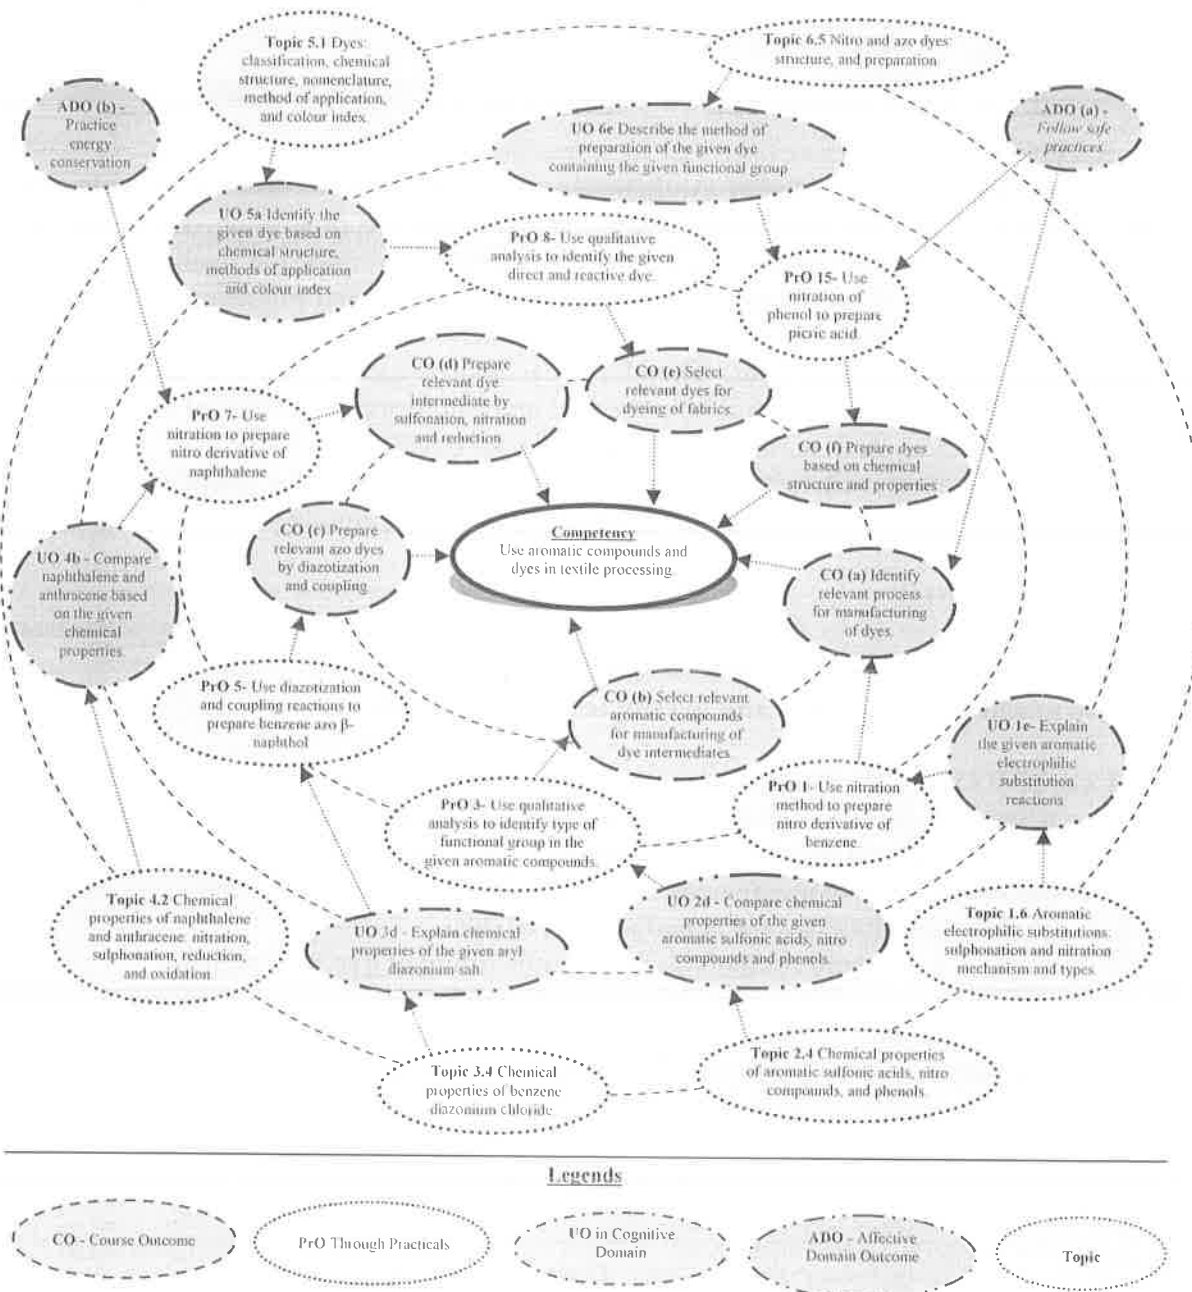 Topic 5.1 Dyes:
classification, chemical
structure, nomenclature,
method of application,
and colour index.
Topic 6.5 Nitro and azo dyes:
structure, and preparation.
ADO (b) -
Practice
energy
conservation
UO 6e Describe the method of
preparation of the given dye
containing the given functional group
ADO (a) -
Follow safe
practices.
UO 5a Identify the
given dye based on
chemical structure,
methods of application
and colour index
PrO 8- Use qualitative
analysis to identify the given
direct and reactive dye.
PrO 15- Use
nitration of
phenol to prepare
picric acid.
CO (d) Prepare
relevant dye
intermediate by
sulfonation, nitration
and reduction
CO (e) Select
relevant dyes for
dyeing of fabrics.
PrO 7- Use
nitration to prepare
nitro derivative of
naphthalene
CO (f) Prepare dyes
based on chemical
structure and properties
CO (c) Prepare
relevant azo dyes
by diazotization
and coupling
Competency
Use aromatic compounds and
dyes in textile processing.
UO 4b - Compare
naphthalene and
anthracene based
on the given
chemical
properties.
CO (a) Identify
relevant process
for manufacturing
of dyes.
PrO 5- Use diazotization
and coupling reactions to
prepare benzene azo β-
naphthol
CO (b) Select relevant
aromatic compounds
for manufacturing of
dye intermediates.
UO 1e- Explain
the given aromatic
electrophilic
substitution
reactions.
PrO 3- Use qualitative
analysis to identify type of
functional group in the
given aromatic compounds.
PrO 1- Use nitration
method to prepare
nitro derivative of
benzene.
Topic 4.2 Chemical
properties of naphthalene
and anthracene: nitration,
sulphonation, reduction,
and oxidation.
UO 3d - Explain chemical
properties of the given aryl
diazonium salt.
UO 2d - Compare chemical
properties of the given
aromatic sulfonic acids, nitro
compounds and phenols.
Topic 1.6 Aromatic
electrophilic substitutions:
sulphonation and nitration
mechanism and types.
Topic 3.4 Chemical
properties of benzene
diazonium chloride
Topic 2.4 Chemical properties
of aromatic sulfonic acids, nitro
compounds, and phenols.
Legends
CO - Course Outcome
PrO Through Practicals
UO in Cognitive
Domain
ADO - Affective
Domain Outcome
Topic